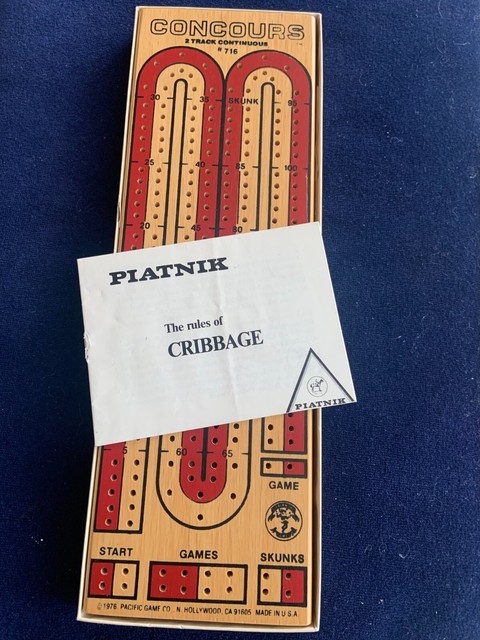 CONCOURS
2 TRACK CONTINUOUS
# 716
30 35 SKUNK 95
25 40 85 100
20 45 80
PIATNIK
The rules of
CRIBBAGE
PIATNIK
5 60 65
GAME
START GAMES SKUNKS
© 1976 PACIFIC GAME CO. N. HOLLYWOOD, CA 91605 MADE IN U.S.A.